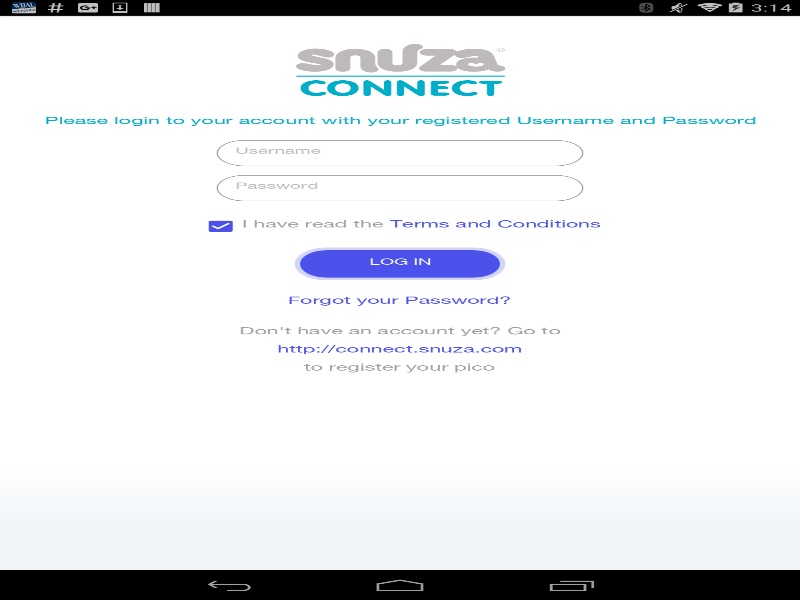 WBAL # G+ 3:14
snuza®
CONNECT
Please login to your account with your registered Username and Password
Username
Password
I have read the Terms and Conditions
LOG IN
Forgot your Password?
Don't have an account yet? Go to
http://connect.snuza.com
to register your pico